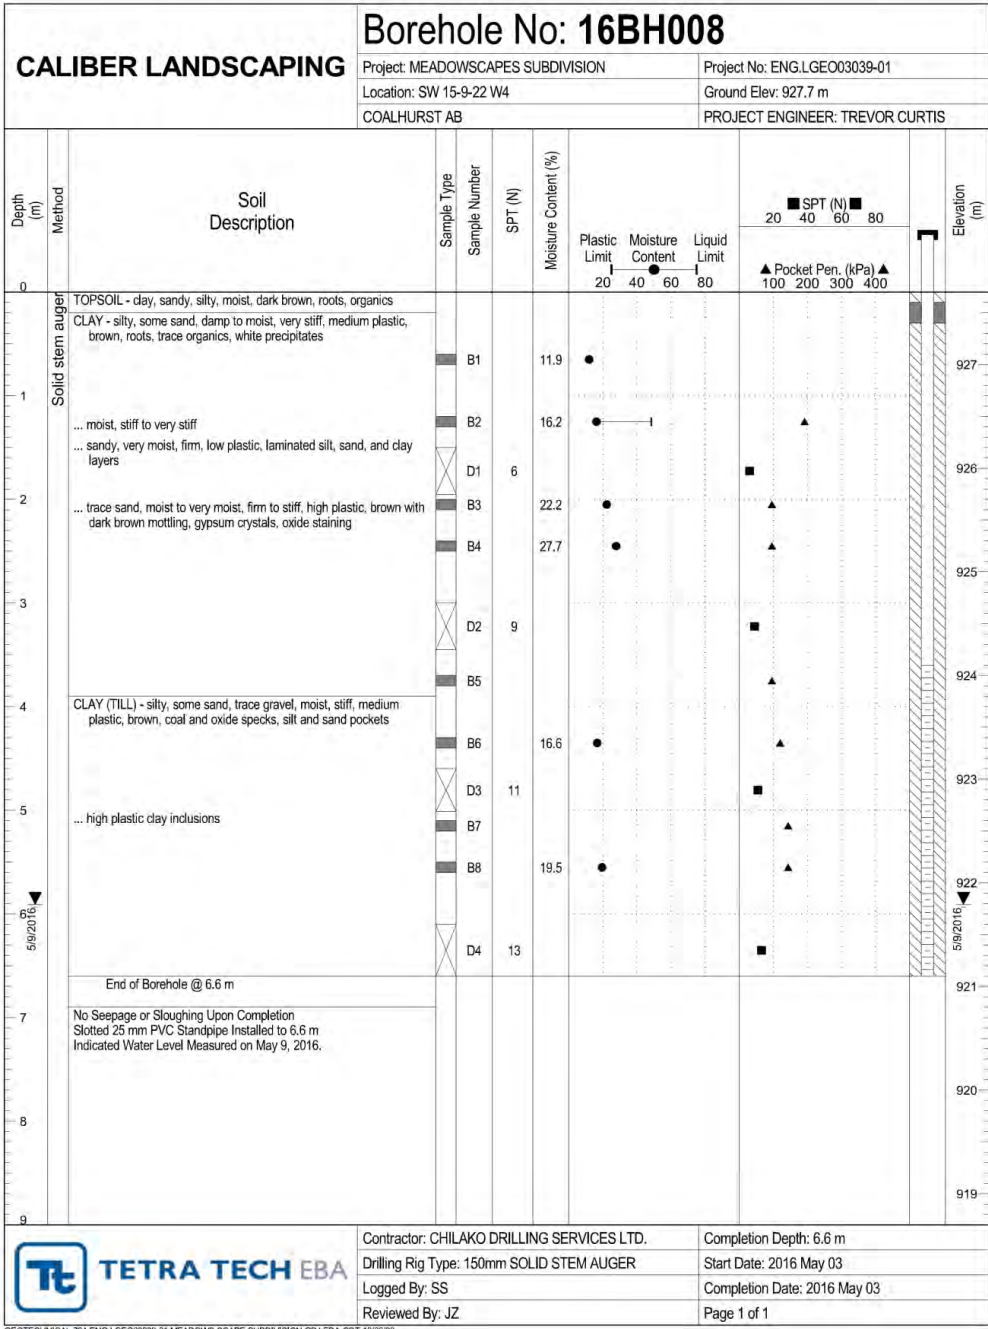 CALIBER LANDSCAPING
Borehole No: 16BH008
Project: MEADOWSCAPES SUBDIVISION
Project No: ENG.LGEO03039-01
Location: SW 15-9-22 W4
Ground Elev: 927.7 m
COALHURST AB
PROJECT ENGINEER: TREVOR CURTIS
Depth
(m)
Method
Soil
Description
Sample Type
Sample Number
SPT (N)
Moisture Content (%)
Plastic Moisture Liquid
Limit Content Limit
20 40 60 80
■ SPT (N) ■
20 40 60 80
▲ Pocket Pen. (kPa) ▲
100 200 300 400
Elevation
(m)
0
Solid stem auger
TOPSOIL - clay, sandy, silty, moist, dark brown, roots, organics
CLAY - silty, some sand, damp to moist, very stiff, medium plastic,
brown, roots, trace organics, white precipitates
B1 11.9
927
1
... moist, stiff to very stiff
B2 16.2
... sandy, very moist, firm, low plastic, laminated silt, sand, and clay
layers
D1 6
926
2
... trace sand, moist to very moist, firm to stiff, high plastic, brown with
dark brown mottling, gypsum crystals, oxide staining
B3 22.2
B4 27.7
925
3
D2 9
B5
924
4
CLAY (TILL) - silty, some sand, trace gravel, moist, stiff, medium
plastic, brown, coal and oxide specks, silt and sand pockets
B6 16.6
D3 11
923
5
... high plastic clay inclusions
B7
B8 19.5
922
6
5/9/2016
5/9/2016
D4 13
End of Borehole @ 6.6 m
921
7
No Seepage or Sloughing Upon Completion
Slotted 25 mm PVC Standpipe Installed to 6.6 m
Indicated Water Level Measured on May 9, 2016.
920
8
919
9
Tt TETRA TECH EBA
Contractor: CHILAKO DRILLING SERVICES LTD.
Completion Depth: 6.6 m
Drilling Rig Type: 150mm SOLID STEM AUGER
Start Date: 2016 May 03
Logged By: SS
Completion Date: 2016 May 03
Reviewed By: JZ
Page 1 of 1